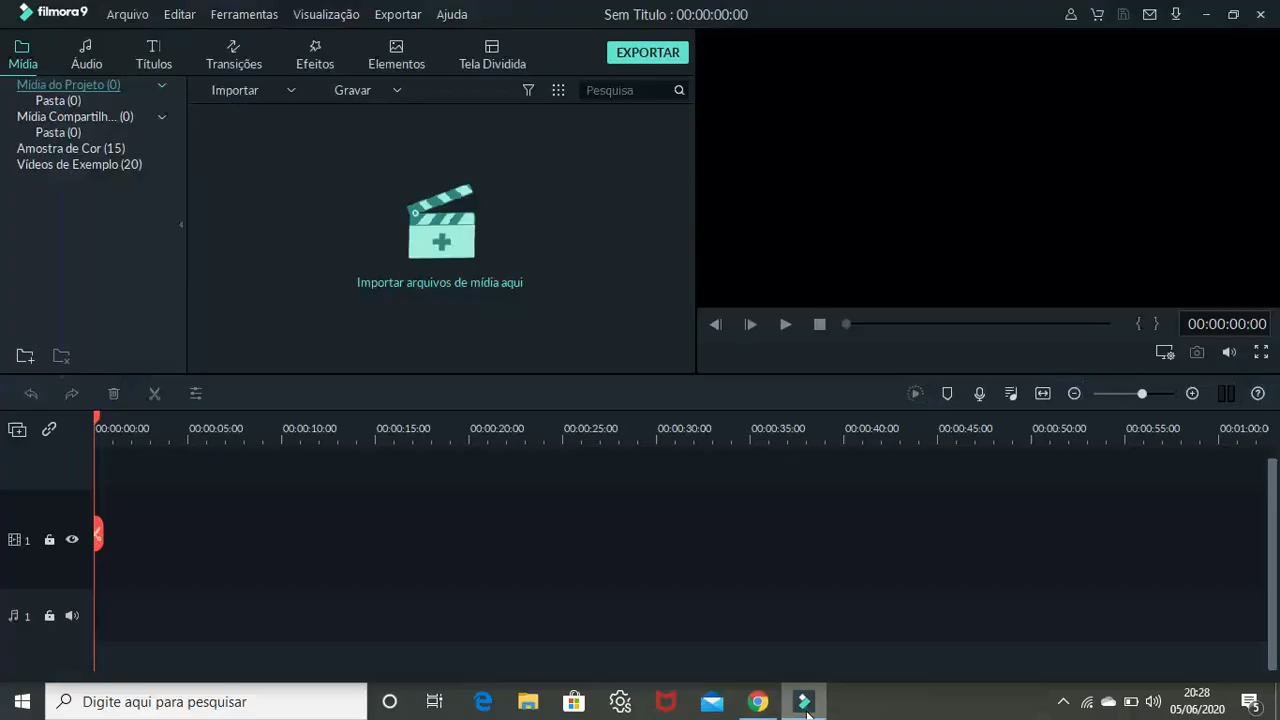 filmora9 Arquivo Editar Ferramentas Visualização Exportar Ajuda Sem Título : 00:00:00:00
Mídia Áudio Títulos Transições Efeitos Elementos Tela Dividida EXPORTAR
Mídia do Projeto (0)
Pasta (0)
Mídia Compartilh... (0)
Pasta (0)
Amostra de Cor (15)
Vídeos de Exemplo (20)
Importar Gravar Pesquisa
Importar arquivos de mídia aqui
{ } 00:00:00:00
00:00:00:00 00:00:05:00 00:00:10:00 00:00:15:00 00:00:20:00 00:00:25:00 00:00:30:00 00:00:35:00 00:00:40:00 00:00:45:00 00:00:50:00 00:00:55:00 00:01:00:0
1
1
Digite aqui para pesquisar
20:28
05/06/2020
5